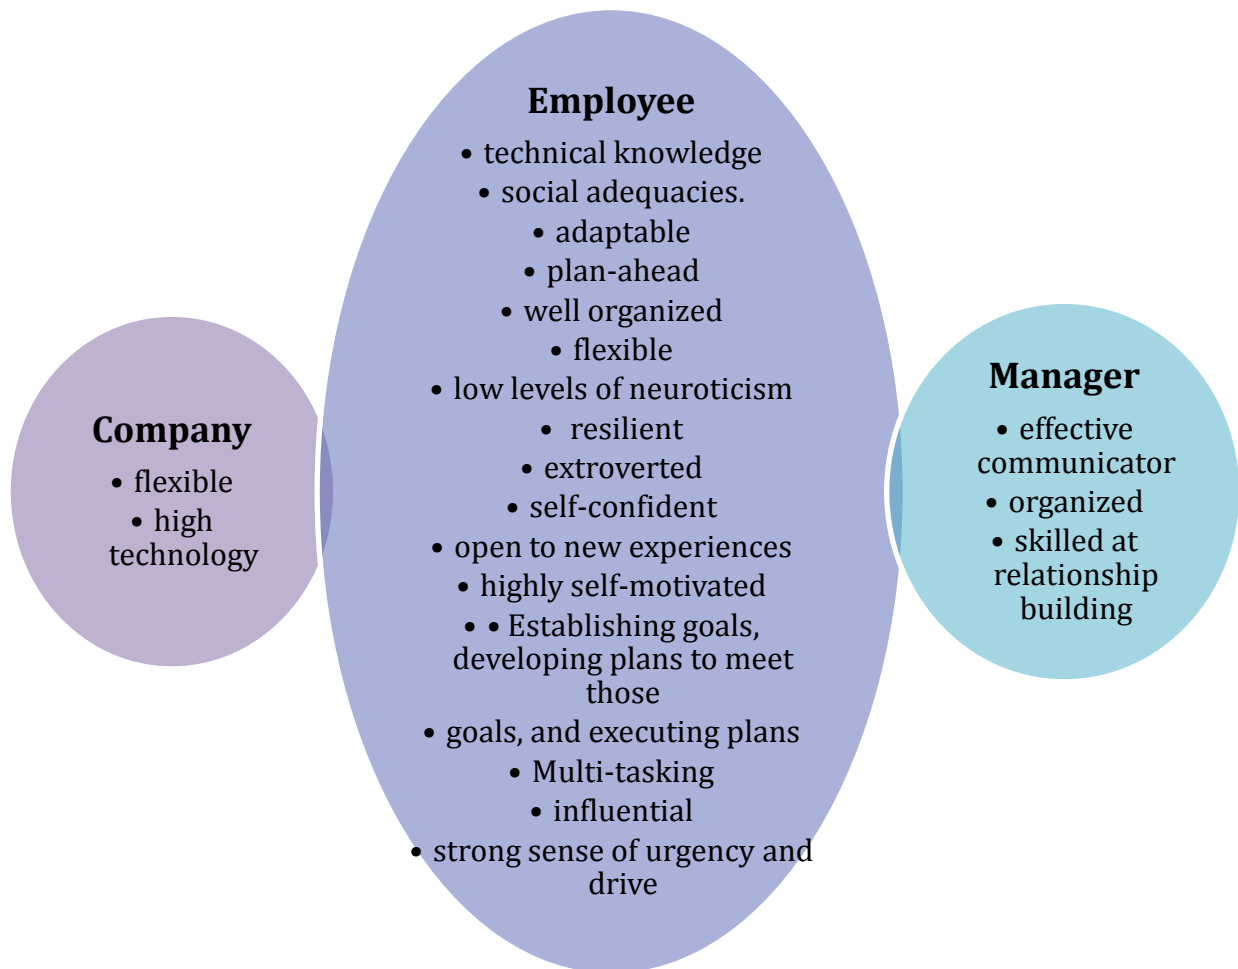 Employee
• technical knowledge
• social adequacies.
• adaptable
• plan-ahead
• well organized
• flexible
• low levels of neuroticism
• resilient
• extroverted
• self-confident
• open to new experiences
• highly self-motivated
• • Establishing goals,
developing plans to meet
those
• goals, and executing plans
• Multi-tasking
• influential
• strong sense of urgency and
drive
Company
• flexible
• high
technology
Manager
• effective
communicator
• organized
• skilled at
relationship
building